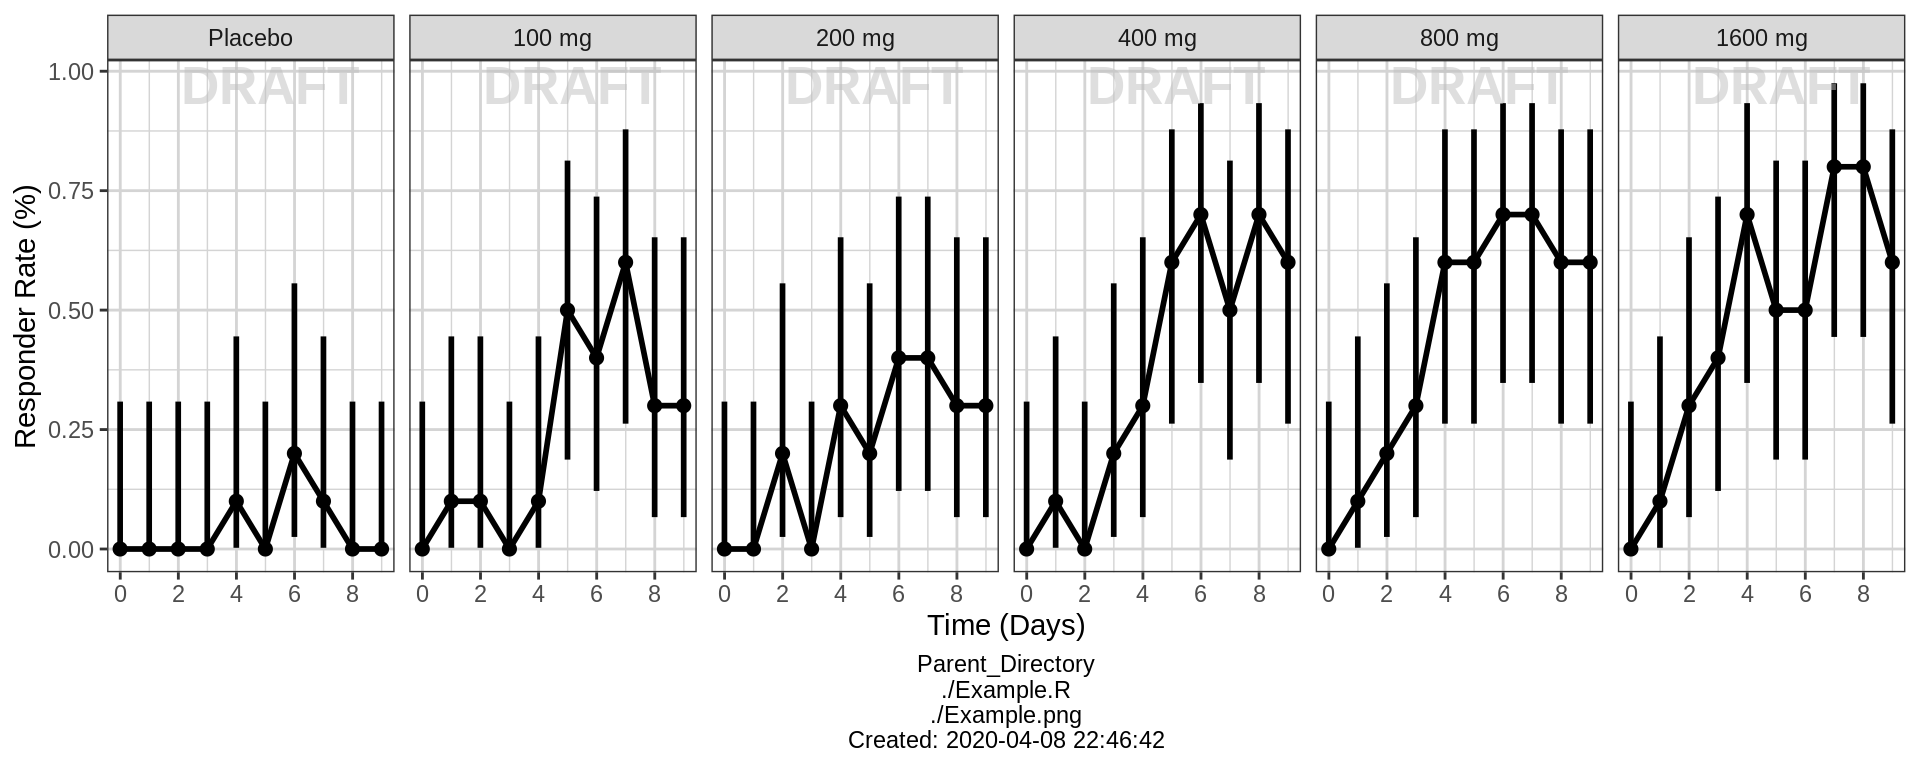 Placebo 100 mg 200 mg 400 mg 800 mg 1600 mg
DRAFT DRAFT DRAFT DRAFT DRAFT DRAFT
1.00
0.75
0.50
0.25
0.00
Responder Rate (%)
0 2 4 6 8 0 2 4 6 8 0 2 4 6 8 0 2 4 6 8 0 2 4 6 8 0 2 4 6 8
Time (Days)
Parent_Directory
./Example.R
./Example.png
Created: 2020-04-08 22:46:42